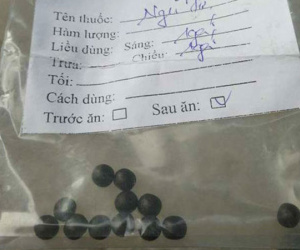 Tên thuốc:
Hàm lượng:
Liều dùng: Sáng:
Chiều:
Trưa:
Tối:
Cách dùng:
Trước ăn: Sau ăn: